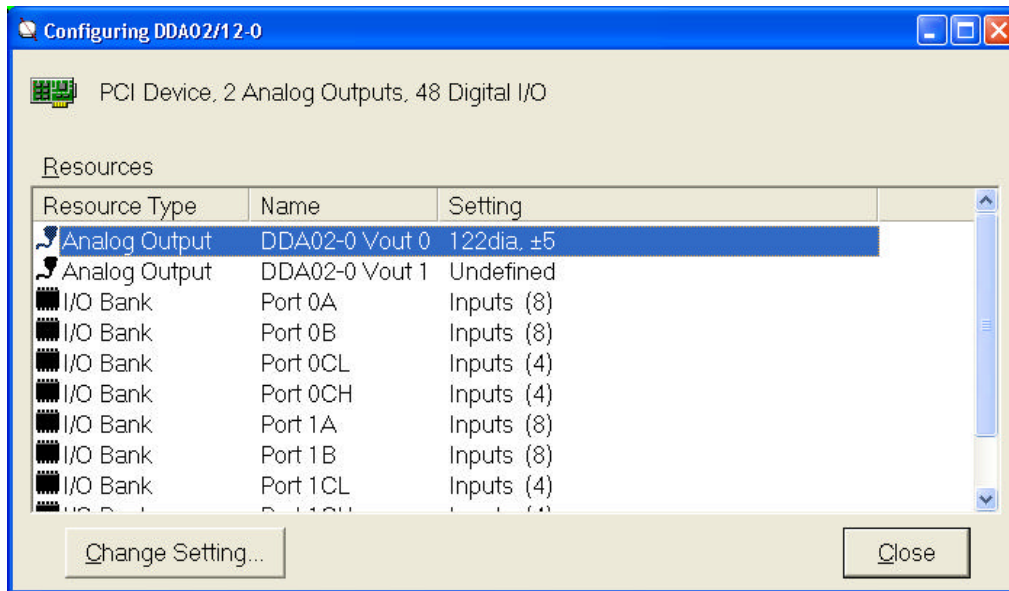 Configuring DDA02/12-0
PCI Device, 2 Analog Outputs, 48 Digital I/O
Resources
Resource Type Name Setting
Analog Output DDA02-0 Vout 0 122dia, ±5
Analog Output DDA02-0 Vout 1 Undefined
I/O Bank Port 0A Inputs (8)
I/O Bank Port 0B Inputs (8)
I/O Bank Port 0CL Inputs (4)
I/O Bank Port 0CH Inputs (4)
I/O Bank Port 1A Inputs (8)
I/O Bank Port 1B Inputs (8)
I/O Bank Port 1CL Inputs (4)
Change Setting...
Close